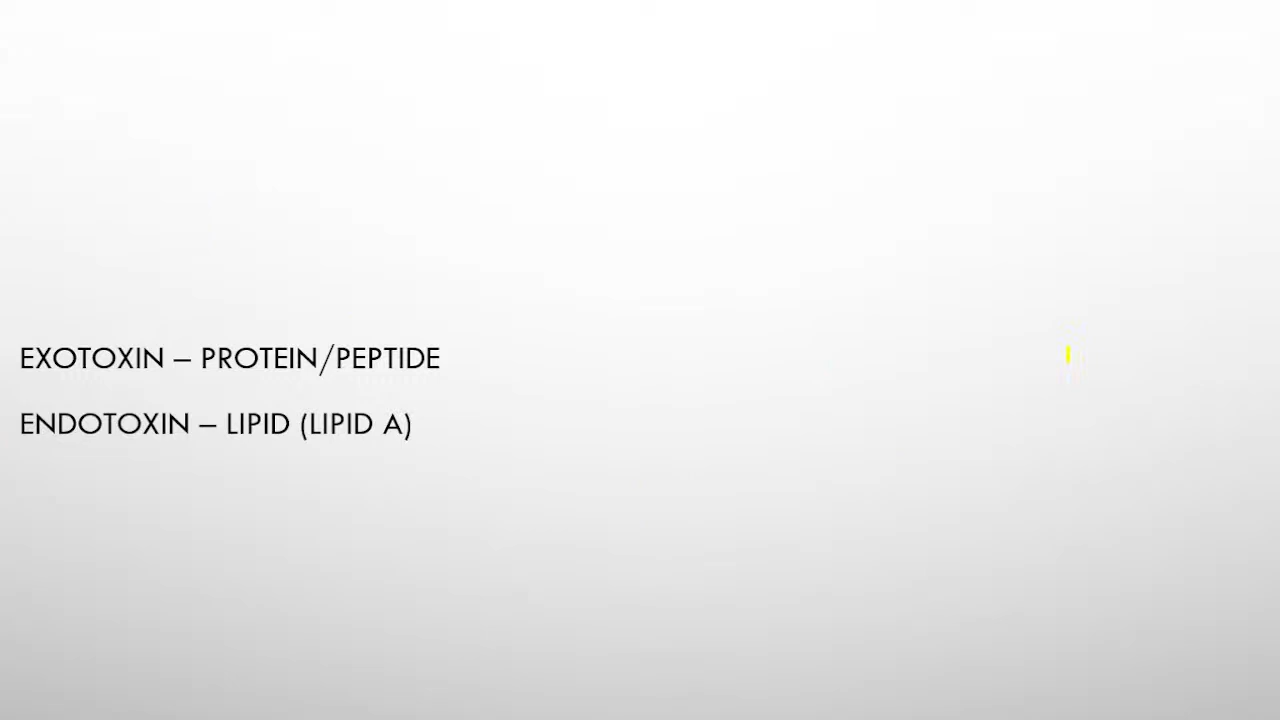 EXOTOXIN – PROTEIN/PEPTIDE
ENDOTOXIN – LIPID (LIPID A)